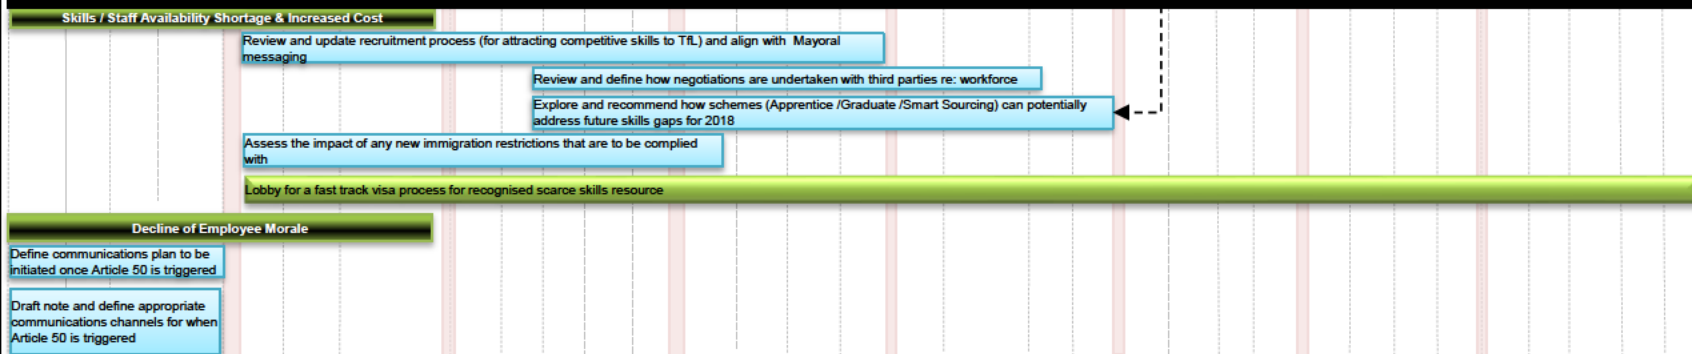 Skills / Staff Availability Shortage & Increased Cost
Review and update recruitment process (for attracting competitive skills to TfL) and align with Mayoral
messaging
Review and define how negotiations are undertaken with third parties re: workforce
Explore and recommend how schemes (Apprentice /Graduate /Smart Sourcing) can potentially
address future skills gaps for 2018
Assess the impact of any new immigration restrictions that are to be complied
with
Lobby for a fast track visa process for recognised scarce skills resource
Decline of Employee Morale
Define communications plan to be
initiated once Article 50 is triggered
Draft note and define appropriate
communications channels for when
Article 50 is triggered